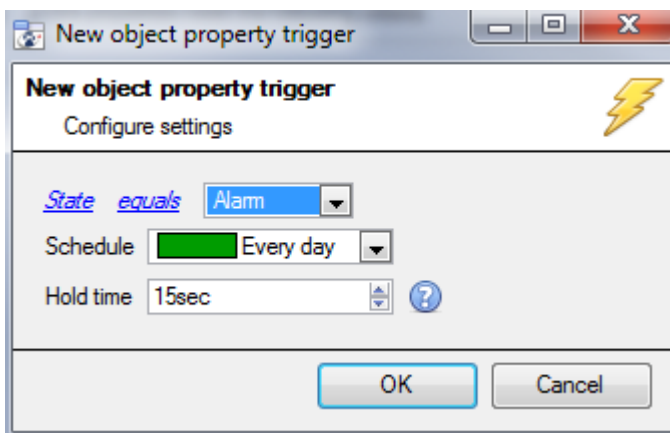 New object property trigger
New object property trigger
Configure settings
State equals Alarm
Schedule Every day
Hold time 15sec
OK Cancel